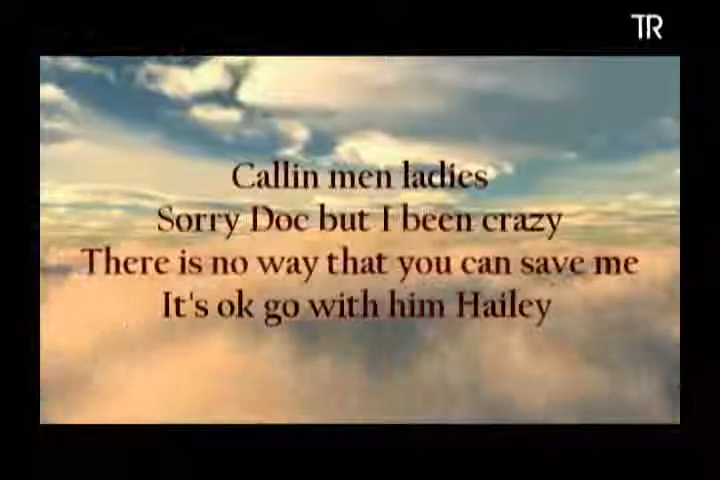 TR
Callin men ladies
Sorry Doc but I been crazy
There is no way that you can save me
It's ok go with him Hailey